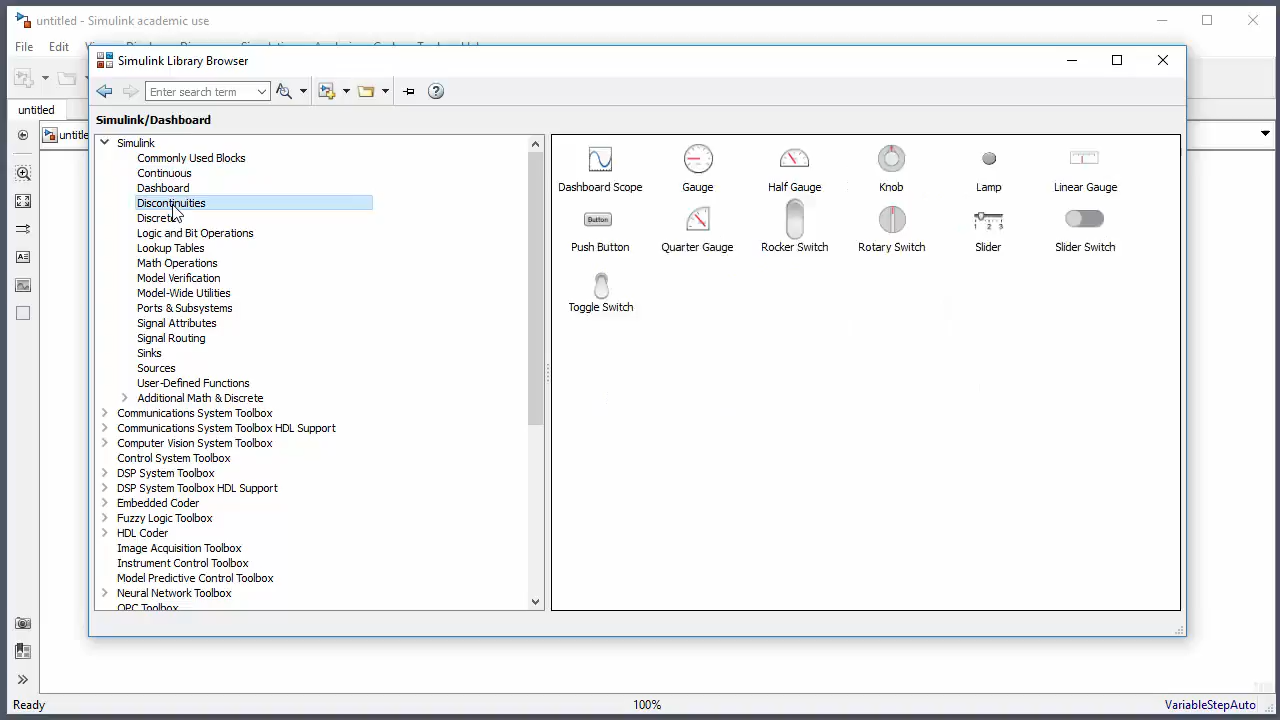 untitled - Simulink academic use
File Edit
Simulink Library Browser
Enter search term
untitled
Simulink/Dashboard
Simulink
Commonly Used Blocks
Continuous
Dashboard
Discontinuities
Discrete
Logic and Bit Operations
Lookup Tables
Math Operations
Model Verification
Model-Wide Utilities
Ports & Subsystems
Signal Attributes
Signal Routing
Sinks
Sources
User-Defined Functions
Additional Math & Discrete
Communications System Toolbox
Communications System Toolbox HDL Support
Computer Vision System Toolbox
Control System Toolbox
DSP System Toolbox
DSP System Toolbox HDL Support
Embedded Coder
Fuzzy Logic Toolbox
HDL Coder
Image Acquisition Toolbox
Instrument Control Toolbox
Model Predictive Control Toolbox
Neural Network Toolbox
OPC Toolbox
Dashboard Scope Gauge Half Gauge Knob Lamp Linear Gauge
Button
1 2 3
Push Button Quarter Gauge Rocker Switch Rotary Switch Slider Slider Switch
Toggle Switch
Ready 100% VariableStepAuto